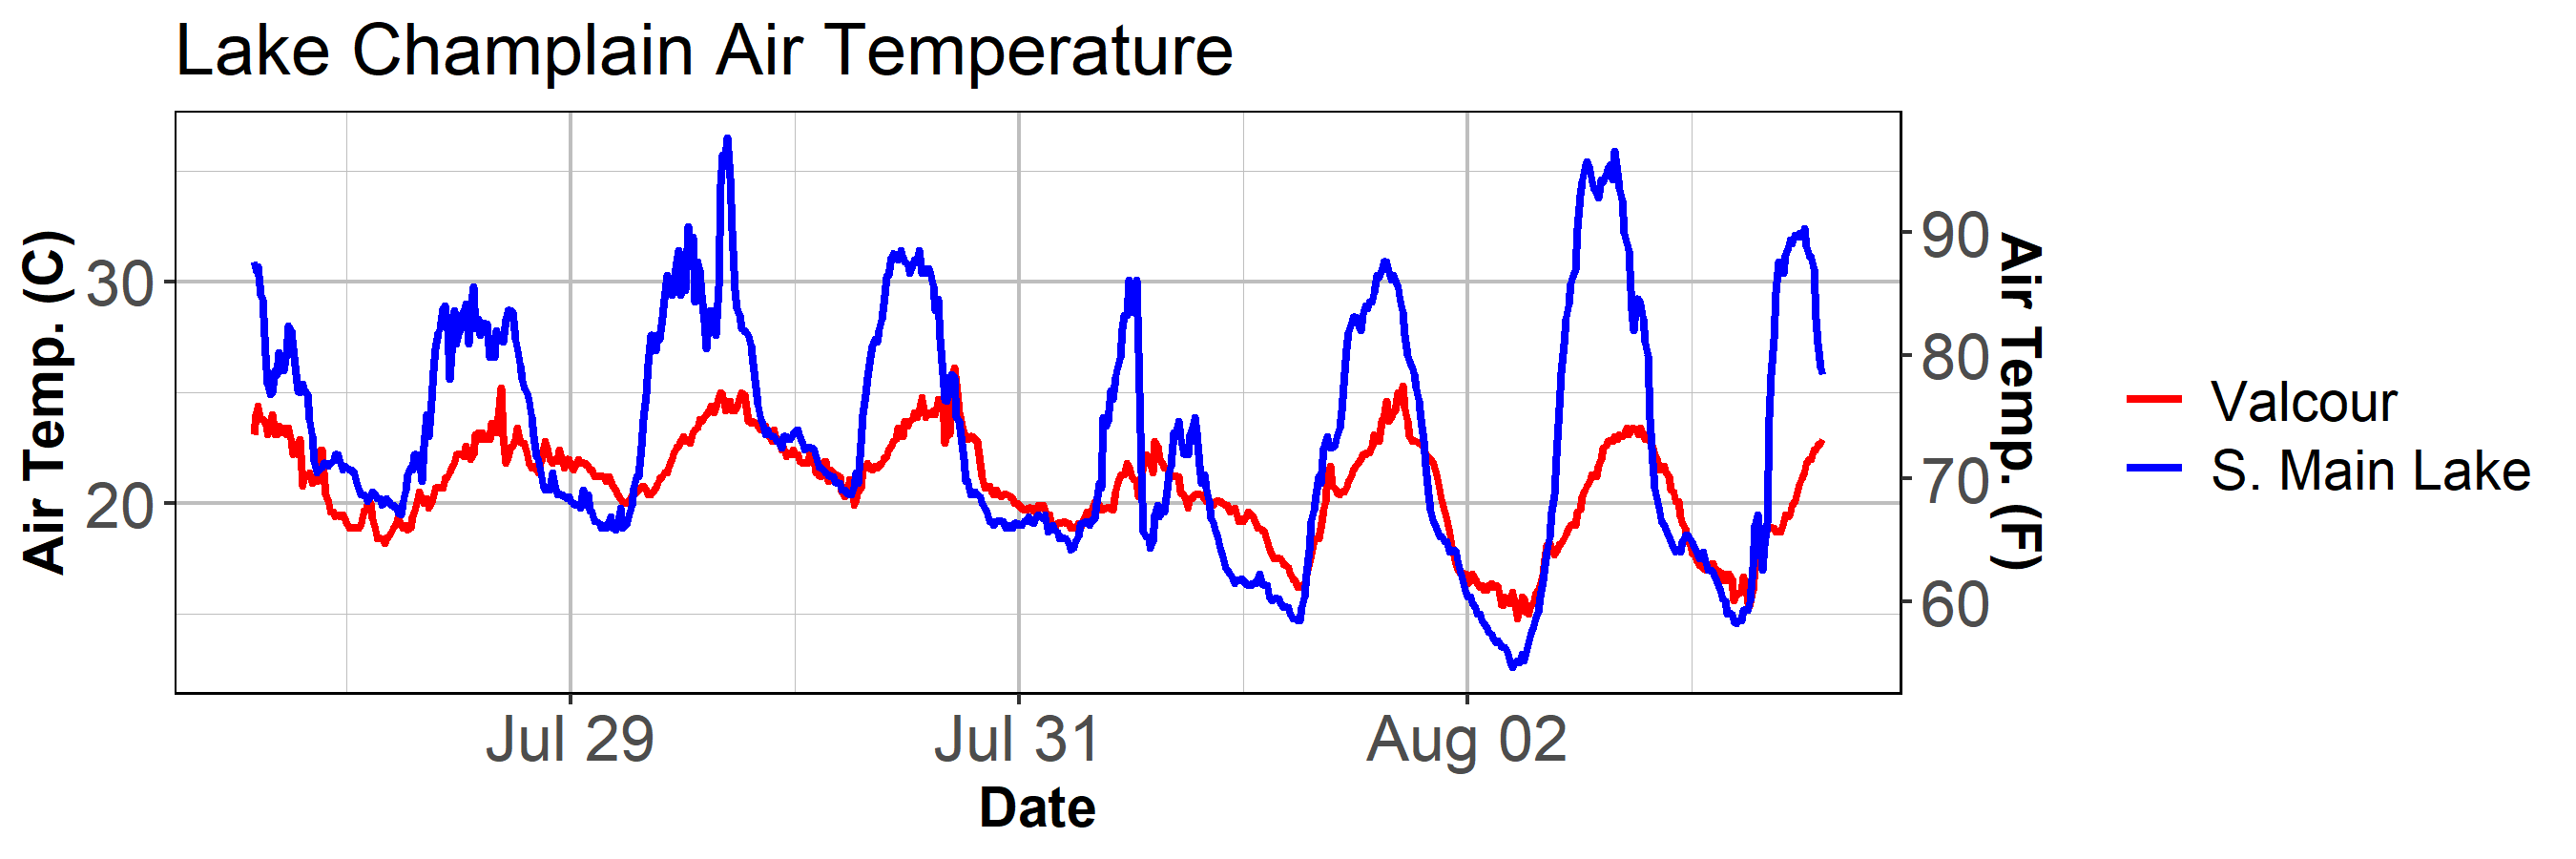 Lake Champlain Air Temperature
Air Temp. (C)
30
20
90
80
70
60
Air Temp. (F)
Valcour
S. Main Lake
Jul 29
Jul 31
Aug 02
Date